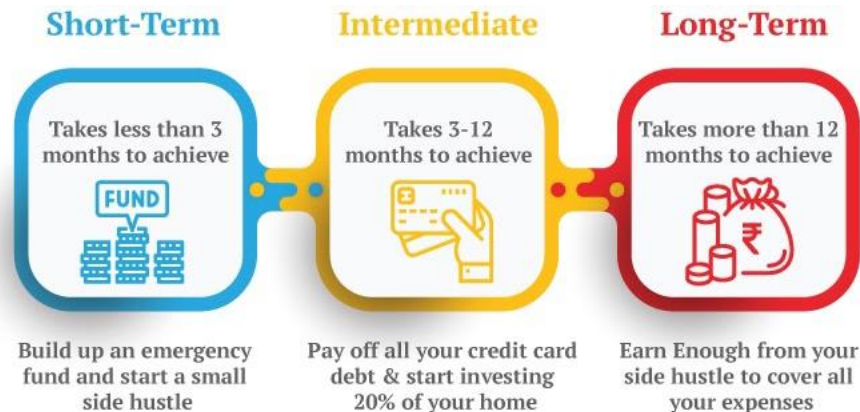 Short-Term
Takes less than 3
months to achieve
FUND
Build up an emergency
fund and start a small
side hustle
Intermediate
Takes 3-12
months to achieve
Pay off all your credit card
debt & start investing
20% of your home
Long-Term
Takes more than 12
months to achieve
₹
Earn Enough from your
side hustle to cover all
your expenses